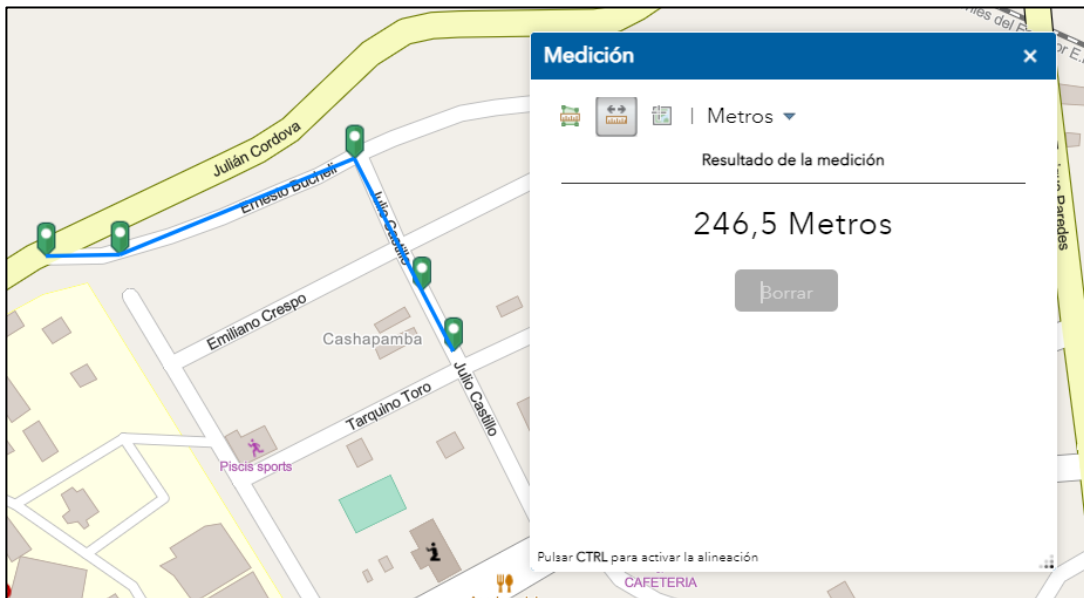 Julián Cordova
Ernesto Bucheli
Julio Castillo
Emiliano Crespo
Cashapamba
Tarquino Toro
Julio Castillo
Piscis sports
Medición
×
| Metros
Resultado de la medición
246,5 Metros
Borrar
Pulsar CTRL para activar la alineación
CAFETERIA
Paredes